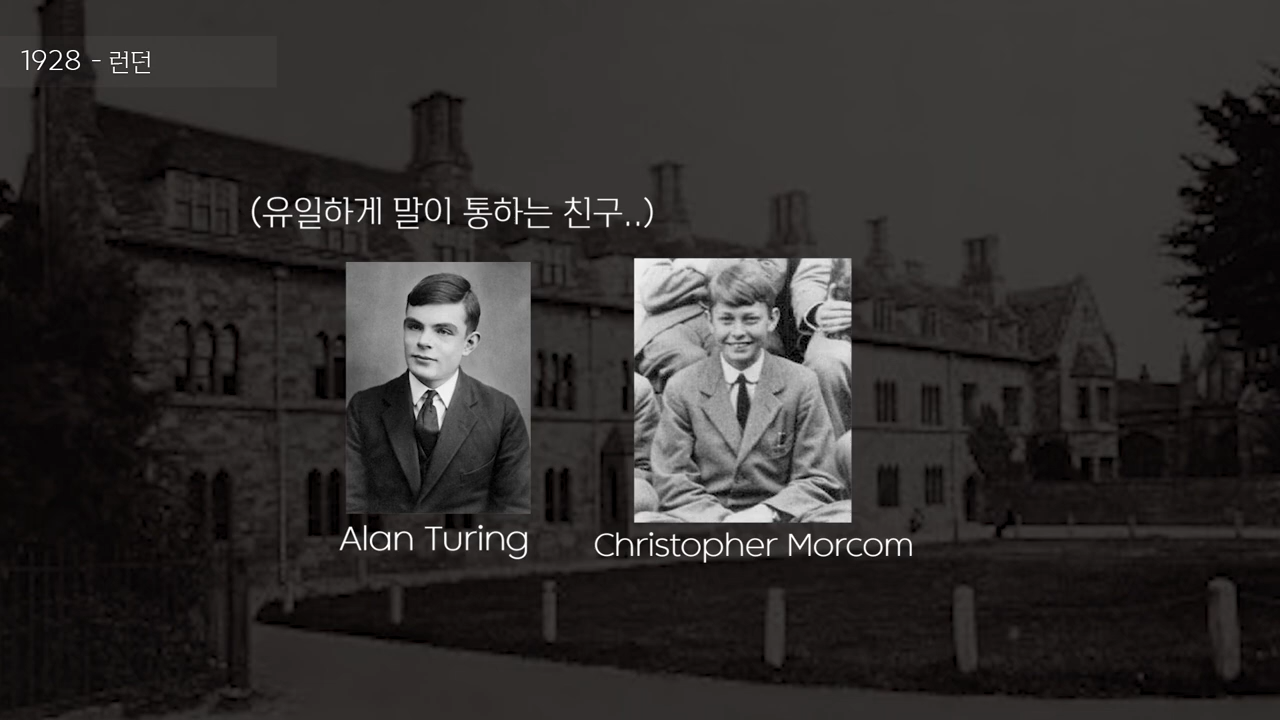 1928 - 런던
(유일하게 말이 통하는 친구..)
Alan Turing
Christopher Morcom